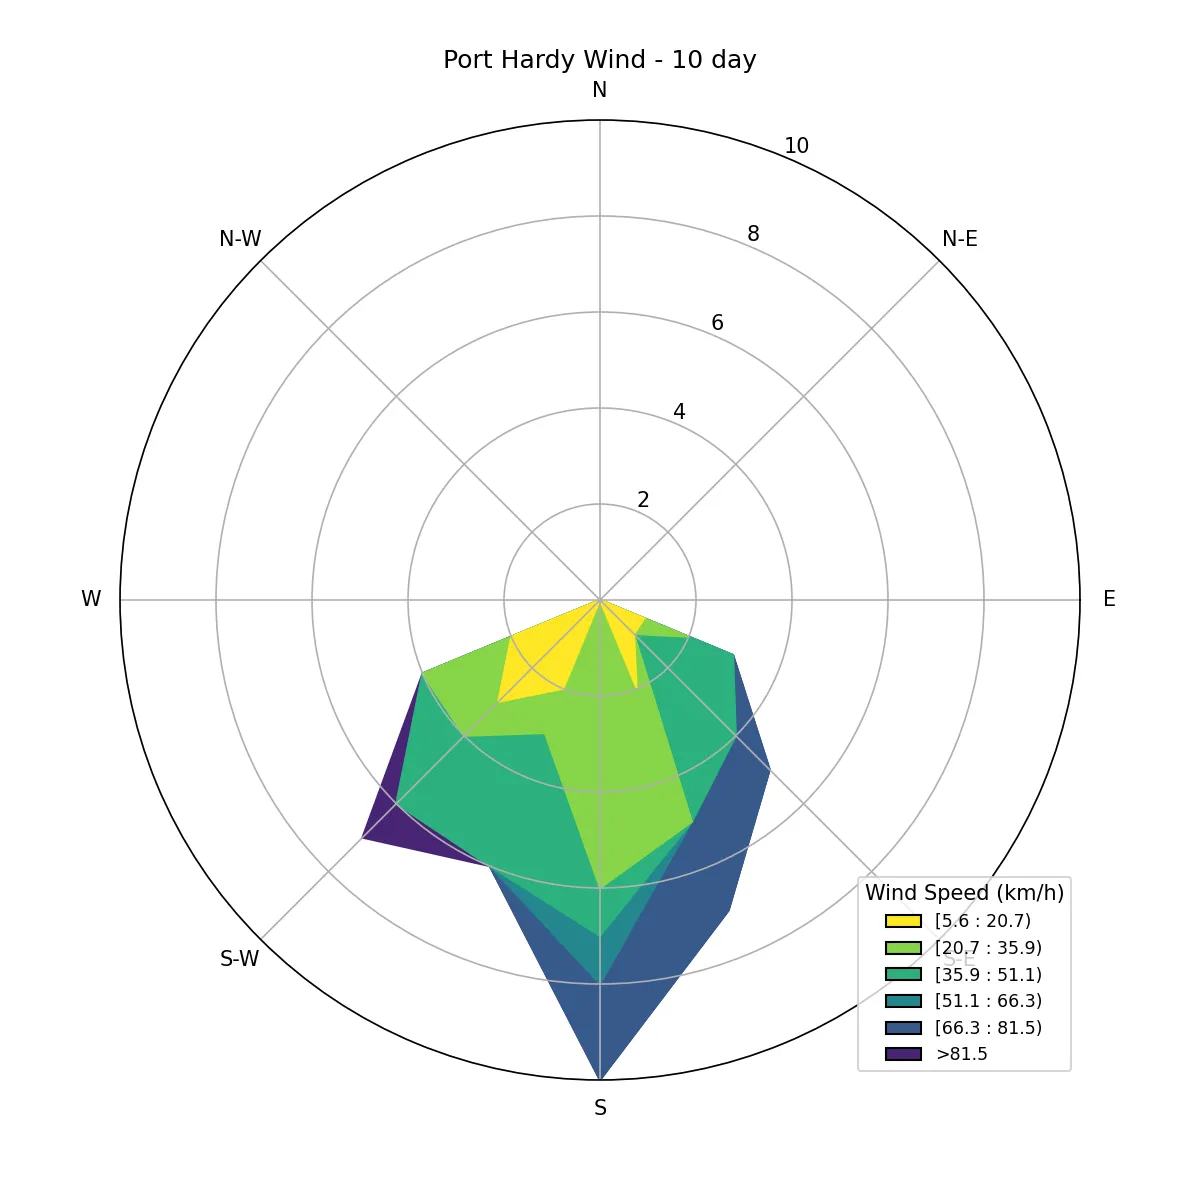 Port Hardy Wind - 10 day
N
10
N-W
N-E
8
6
4
2
W
E
Wind Speed (km/h)
[5.6 : 20.7)
[20.7 : 35.9)
[35.9 : 51.1)
[51.1 : 66.3)
[66.3 : 81.5)
>81.5
S-W
S-E
S